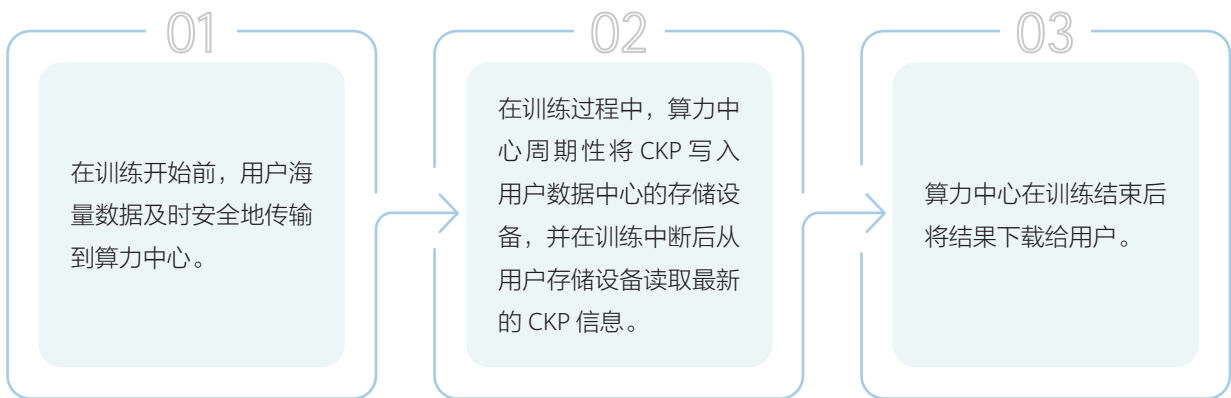 01
在训练开始前，用户海
量数据及时安全地传输
到算力中心。
02
在训练过程中，算力中
心周期性将 CKP 写入
用户数据中心的存储设
备，并在训练中断后从
用户存储设备读取最新
的 CKP 信息。
03
算力中心在训练结束后
将结果下载给用户。